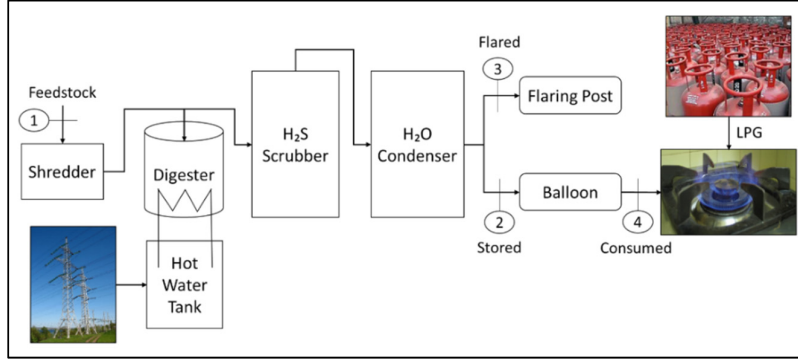 Feedstock
1
Shredder
Digester
Hot
Water
Tank
H₂S
Scrubber
H₂O
Condenser
Flared
3
Flaring Post
2
Stored
Balloon
4
Consumed
LPG